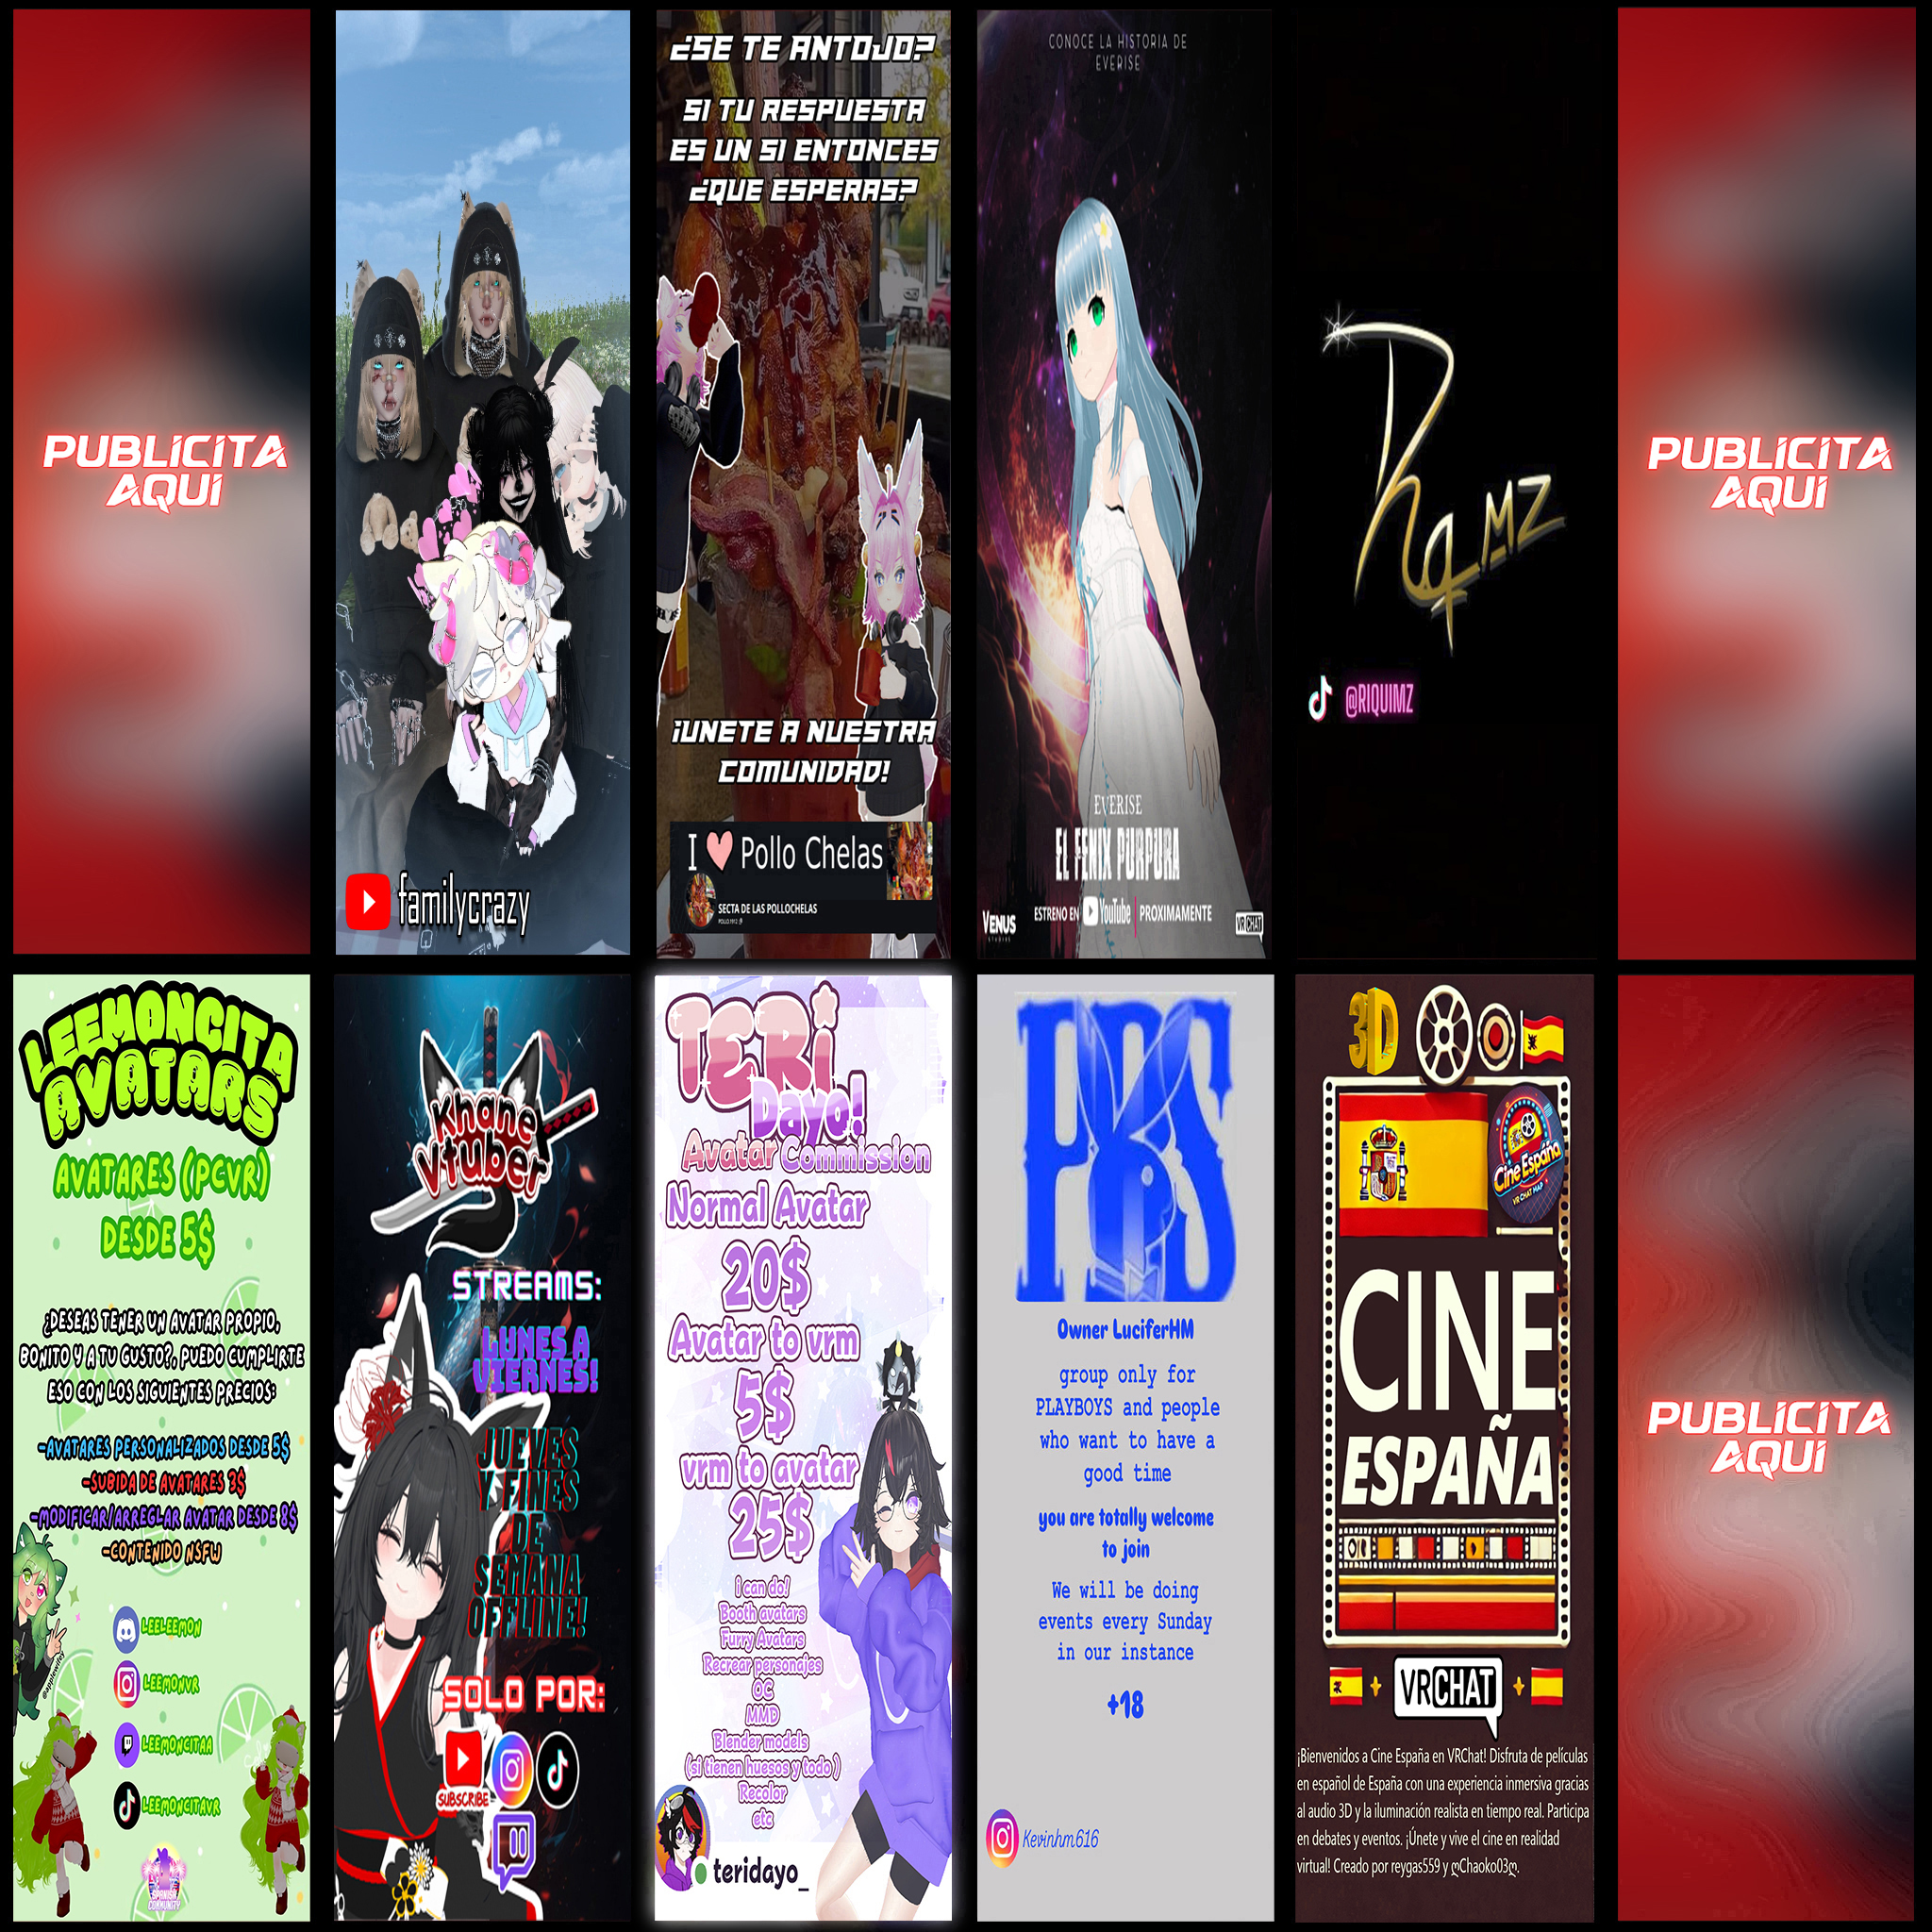 PUBLICITA
AQUI
familycrazy
¿SE TE ANTOJO?
SI TU RESPUESTA
ES UN SI ENTONCES
¿QUE ESPERAS?
¡UNETE A NUESTRA
COMUNIDAD!
I ❤ Pollo Chelas
SECTA DE LAS POLLOCHELAS
CONOCE LA HISTORIA DE
EVERISE
EVERISE
EL FENIX PURPURA
VENUS
ESTRENO EN YouTube | PROXIMAMENTE
VRCHAT
@RIQUIMZ
PUBLICITA
AQUI
LEEMONCITA
AVATARS
AVATARES (PCVR)
DESDE 5$
¿DESEAS TENER UN AVATAR PROPIO,
BONITO Y A TU GUSTO?, PUEDO CUMPLIRTE
ESO CON LOS SIGUIENTES PRECIOS:
-AVATARES PERSONALIZADOS DESDE 5$
-SUBIDA DE AVATARES 3$
-MODIFICAR/ARREGLAR AVATAR DESDE 8$
-CONTENIDO NSFW
LEELEEMON
LEEMONVR
LEEMONCITAA
LEEMONCITAVR
SPANISH
COMMUNITY
Khane
Vtuber
STREAMS:
LUNES A
VIERNES!
JUEVES
Y FINES
DE
SEMANA
OFFLINE!
SOLO POR:
SUBSCRIBE
TERi
Dayo!
Avatar Commission
Normal Avatar
20$
Avatar to vrm
5$
vrm to avatar
25$
i can do!
Booth avatars
Furry Avatars
Recrear personajes
OC
MMD
Blender models
(si tienen huesos y todo )
Recolor
etc
teridayo_
PBS
Owner LuciferHM
group only for
PLAYBOYS and people
who want to have a
good time
you are totally welcome
to join
We will be doing
events every Sunday
in our instance
+18
Kevinhm616
3D
Cine España
VR CHAT MAP
CINE
ESPAÑA
VRCHAT
¡Bienvenidos a Cine España en VRChat! Disfruta de películas
en español de España con una experiencia inmersiva gracias
al audio 3D y la iluminación realista en tiempo real. Participa
en debates y eventos. ¡Únete y vive el cine en realidad
virtual! Creado por reygas559 y ღChaoko03ღ.
PUBLICITA
AQUI